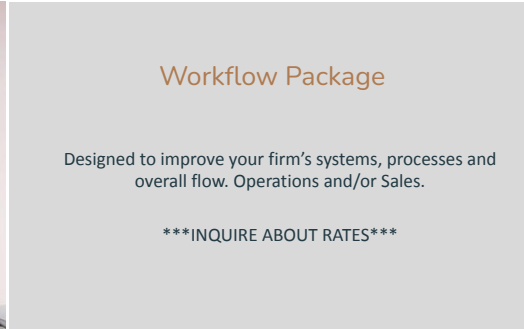 Workflow Package
Designed to improve your firm’s systems, processes and
overall flow. Operations and/or Sales.
***INQUIRE ABOUT RATES***